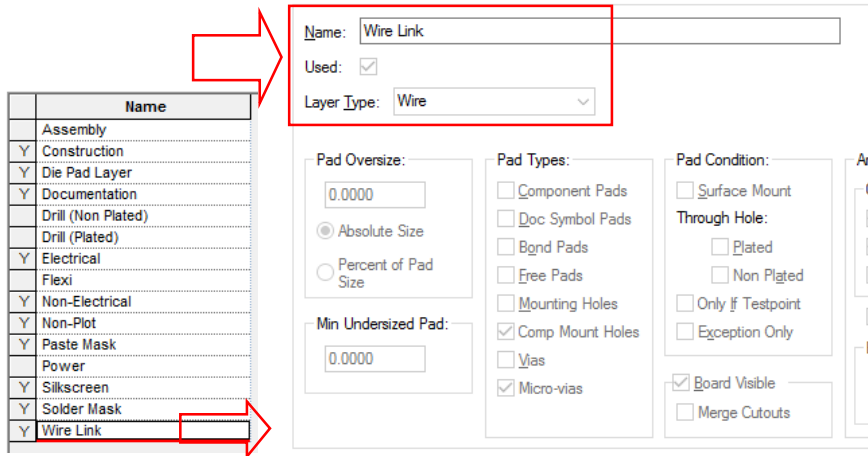 Name: Wire Link
Used:
Layer Type: Wire
Name
Assembly
Y Construction
Y Die Pad Layer
Y Documentation
Drill (Non Plated)
Drill (Plated)
Y Electrical
Flexi
Y Non-Electrical
Y Non-Plot
Y Paste Mask
Power
Y Silkscreen
Y Solder Mask
Y Wire Link
Pad Oversize:
0.0000
Absolute Size
Percent of Pad
Size
Min Undersized Pad:
0.0000
Pad Types:
Component Pads
Doc Symbol Pads
Bond Pads
Free Pads
Mounting Holes
Comp Mount Holes
Vias
Micro-vias
Pad Condition:
Surface Mount
Through Hole:
Plated
Non Plated
Only If Testpoint
Exception Only
Board Visible
Merge Cutouts